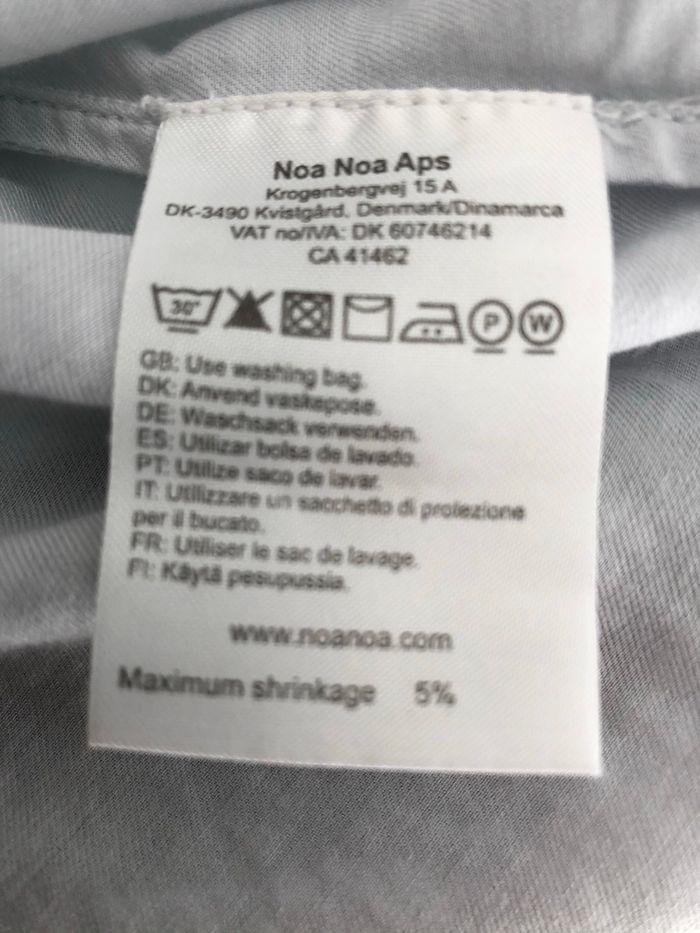 Noa Noa Aps
Krogenbergvej 15 A
DK-3490 Kvistgård, Denmark/Dinamarca
VAT no/IVA: DK 60746214
CA 41462
30° P W
GB: Use washing bag.
DK: Anvend vaskepose.
DE: Waschsack verwenden.
ES: Utilizar bolsa de lavado.
PT: Utilize saco de lavar.
IT: Utilizzare un sacchetto di protezione
per il bucato.
FR: Utiliser le sac de lavage.
FI: Käytä pesupussia.
www.noanoa.com
Maximum shrinkage 5%